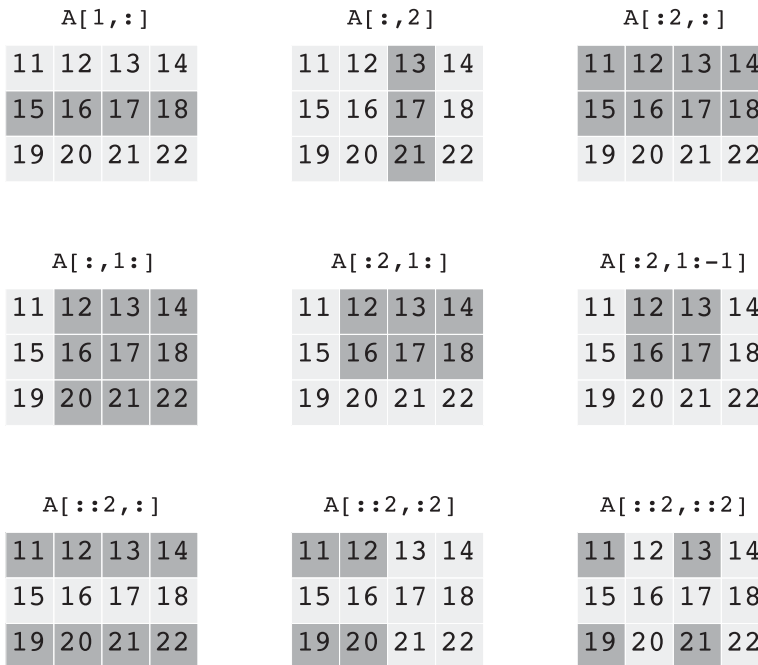 A[1,:] A[:,2] A[:2,:]
11 12 13 14 11 12 13 14 11 12 13 14
15 16 17 18 15 16 17 18 15 16 17 18
19 20 21 22 19 20 21 22 19 20 21 22
A[:,1:] A[:2,1:] A[:2,1:-1]
11 12 13 14 11 12 13 14 11 12 13 14
15 16 17 18 15 16 17 18 15 16 17 18
19 20 21 22 19 20 21 22 19 20 21 22
A[::2,:] A[::2,:2] A[::2,::2]
11 12 13 14 11 12 13 14 11 12 13 14
15 16 17 18 15 16 17 18 15 16 17 18
19 20 21 22 19 20 21 22 19 20 21 22